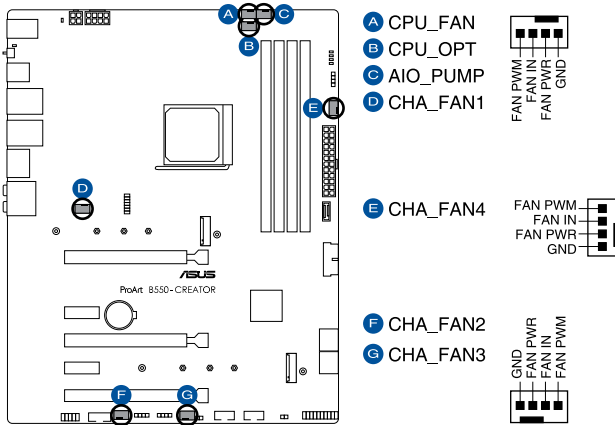 A CPU_FAN
B CPU_OPT
C AIO_PUMP
D CHA_FAN1
FAN PWM
FAN IN
FAN PWR
GND
E CHA_FAN4
FAN PWM
FAN IN
FAN PWR
GND
F CHA_FAN2
G CHA_FAN3
GND
FAN PWR
FAN IN
FAN PWM
A
C
B
E
D
ASUS
ProArt B550-CREATOR
F
G